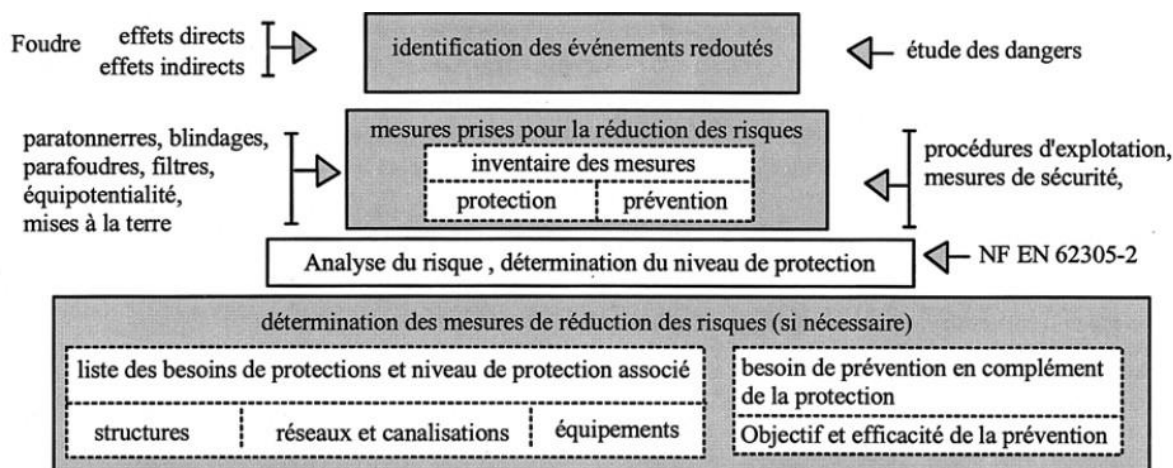 Foudre
effets directs
effets indirects
identification des événements redoutés
étude des dangers
paratonnerres, blindages,
parafoudres, filtres,
équipotentialité,
mises à la terre
mesures prises pour la réduction des risques
inventaire des mesures
protection
prévention
procédures d'explotation,
mesures de sécurité,
Analyse du risque , détermination du niveau de protection
NF EN 62305-2
détermination des mesures de réduction des risques (si nécessaire)
liste des besoins de protections et niveau de protection associé
structures
réseaux et canalisations
équipements
besoin de prévention en complément
de la protection
Objectif et efficacité de la prévention